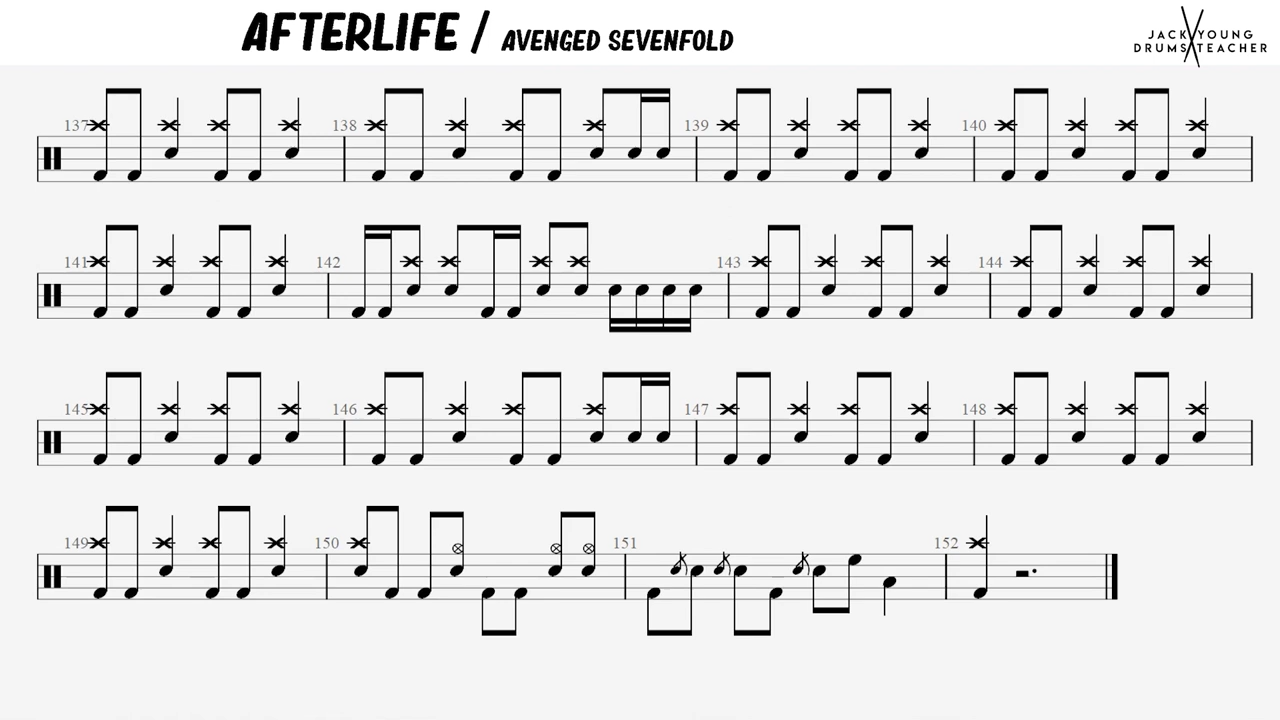 AFTERLIFE / AVENGED SEVENFOLD
JACK YOUNG
DRUMS TEACHER
137 138 139 140
141 142 143 144
145 146 147 148
149 150 151 152